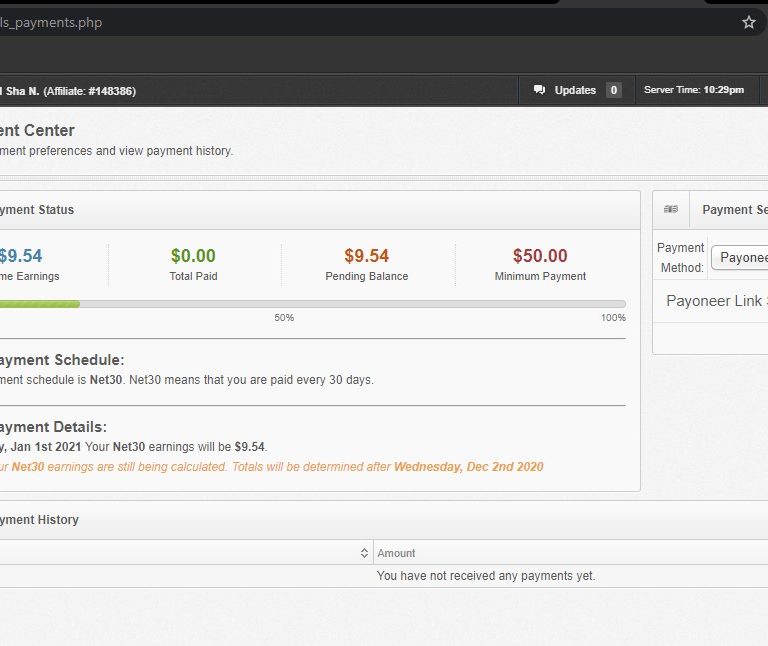 ls_payments.php
Sha N. (Affiliate: #148386)
Updates 0
Server Time: 10:29pm
ent Center
ment preferences and view payment history.
yment Status
$9.54
$0.00
$9.54
$50.00
me Earnings
Total Paid
Pending Balance
Minimum Payment
50%
100%
ayment Schedule:
ment schedule is Net30. Net30 means that you are paid every 30 days.
ayment Details:
y, Jan 1st 2021 Your Net30 earnings will be $9.54.
ur Net30 earnings are still being calculated. Totals will be determined after Wednesday, Dec 2nd 2020
Payment Se
Payment
Method:
Payonee
Payoneer Link
yment History
Amount
You have not received any payments yet.